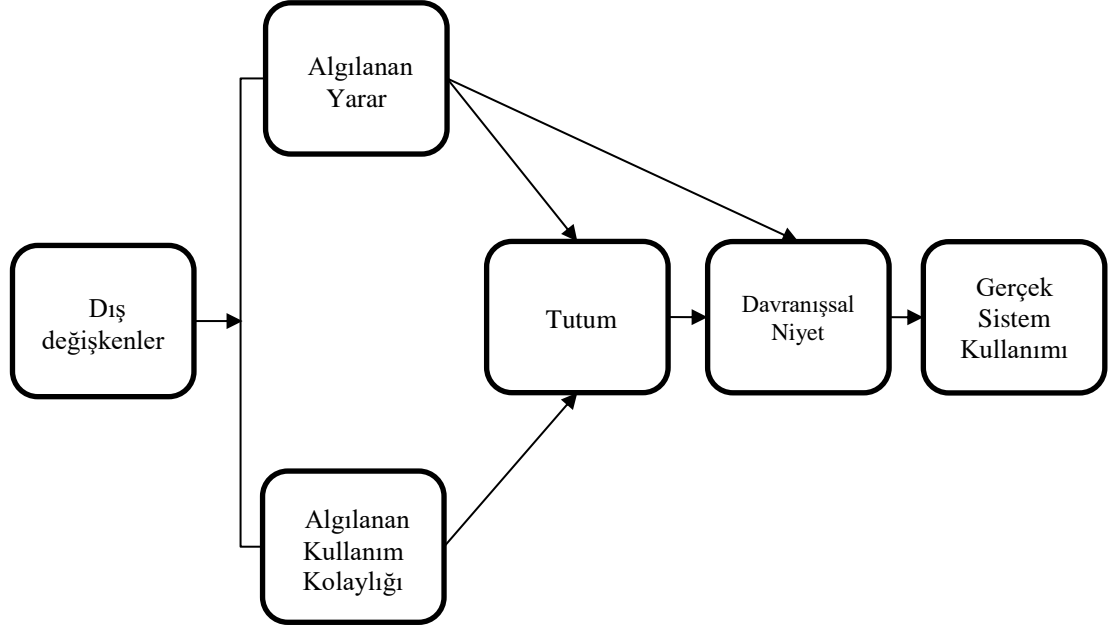 Algılanan
Yarar
Dış
değişkenler
Tutum
Davranışsal
Niyet
Gerçek
Sistem
Kullanımı
Algılanan
Kullanım
Kolaylığı